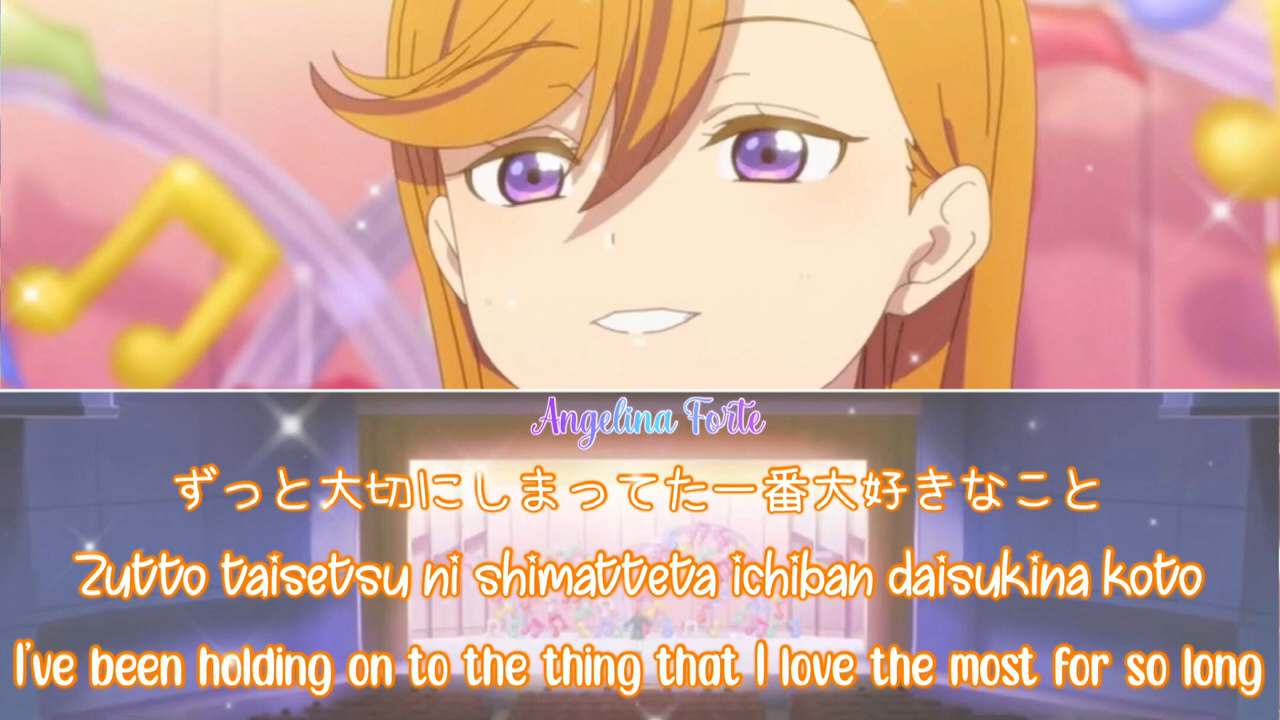 Angelina Forte
ずっと大切にしまってた一番大好きなこと
Zutto taisetsu ni shimatteta ichiban daisukina koto
I've been holding on to the thing that I love the most for so long